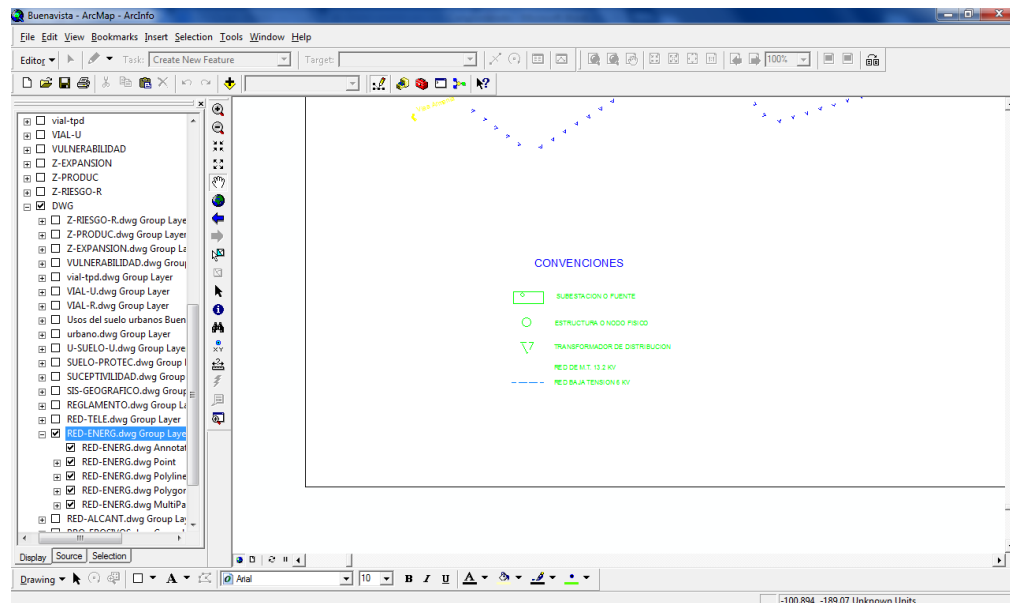 Buenavista - ArcMap - ArcInfo
File Edit View Bookmarks Insert Selection Tools Window Help
Editor Task: Create New Feature Target: 100%
vial-tpd
VIAL-U
VULNERABILIDAD
Z-EXPANSION
Z-PRODUC
Z-RIESGO-R
DWG
Z-RIESGO-R.dwg Group Laye
Z-PRODUC.dwg Group Layer
Z-EXPANSION.dwg Group La
VULNERABILIDAD.dwg Grou
vial-tpd.dwg Group Layer
VIAL-U.dwg Group Layer
VIAL-R.dwg Group Layer
Usos del suelo urbanos Buen
urbano.dwg Group Layer
U-SUELO-U.dwg Group Laye
SUELO-PROTEC.dwg Group l
SUCEPTIVILIDAD.dwg Group
SIS-GEOGRAFICO.dwg Group
REGLAMENTO.dwg Group La
RED-TELE.dwg Group Layer
RED-ENERG.dwg Group Laye
RED-ENERG.dwg Annotat
RED-ENERG.dwg Point
RED-ENERG.dwg Polyline
RED-ENERG.dwg Polygor
RED-ENERG.dwg MultiPa
RED-ALCANT.dwg Group Lay
CONVENCIONES
SUBESTACION O FUENTE
ESTRUCTURA O NODO FISICO
TRANSFORMADOR DE DISTRIBUCION
RED DE M.T 13.2 KV
RED BAJA TENSION 6 KV
Display Source Selection
Drawing A Arial 10 B I U A
-100,894 -189,07 Unknown Units